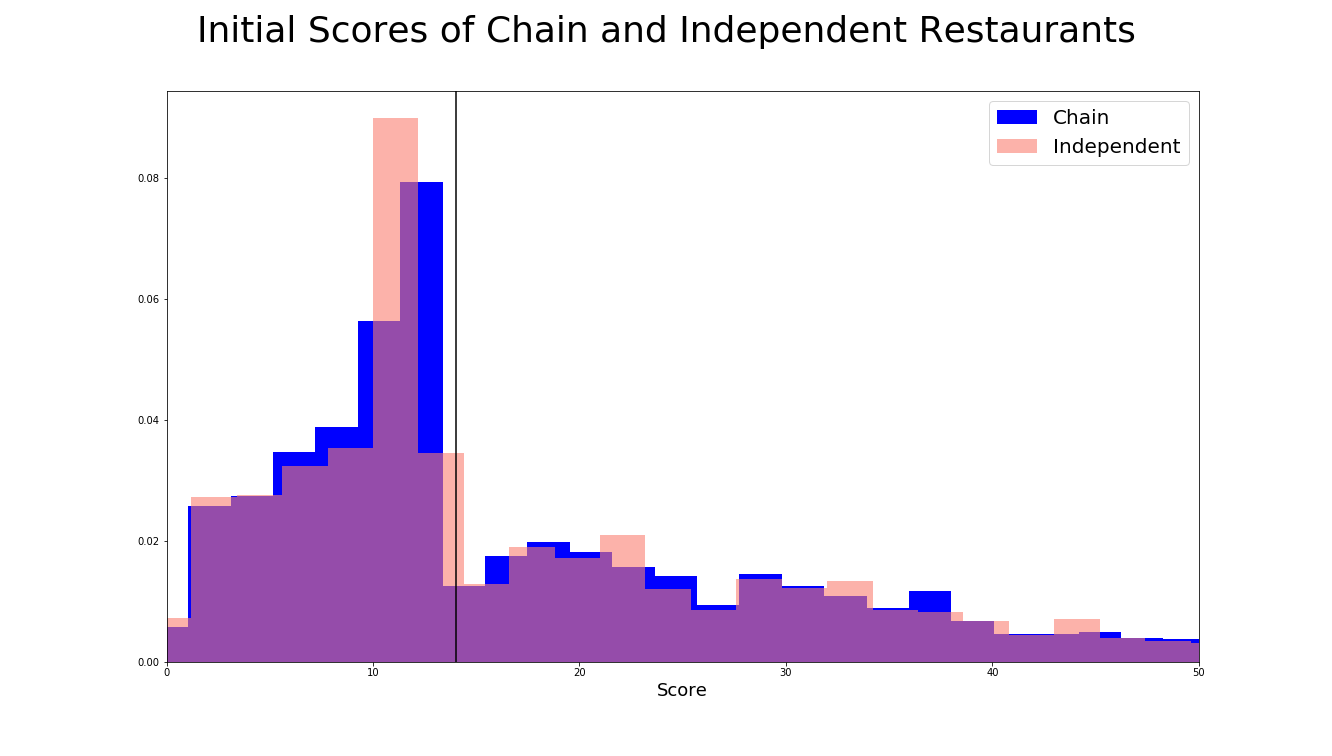 Initial Scores of Chain and Independent Restaurants
Chain
Independent
0.08
0.06
0.04
0.02
0.00
0 10 20 30 40 50
Score